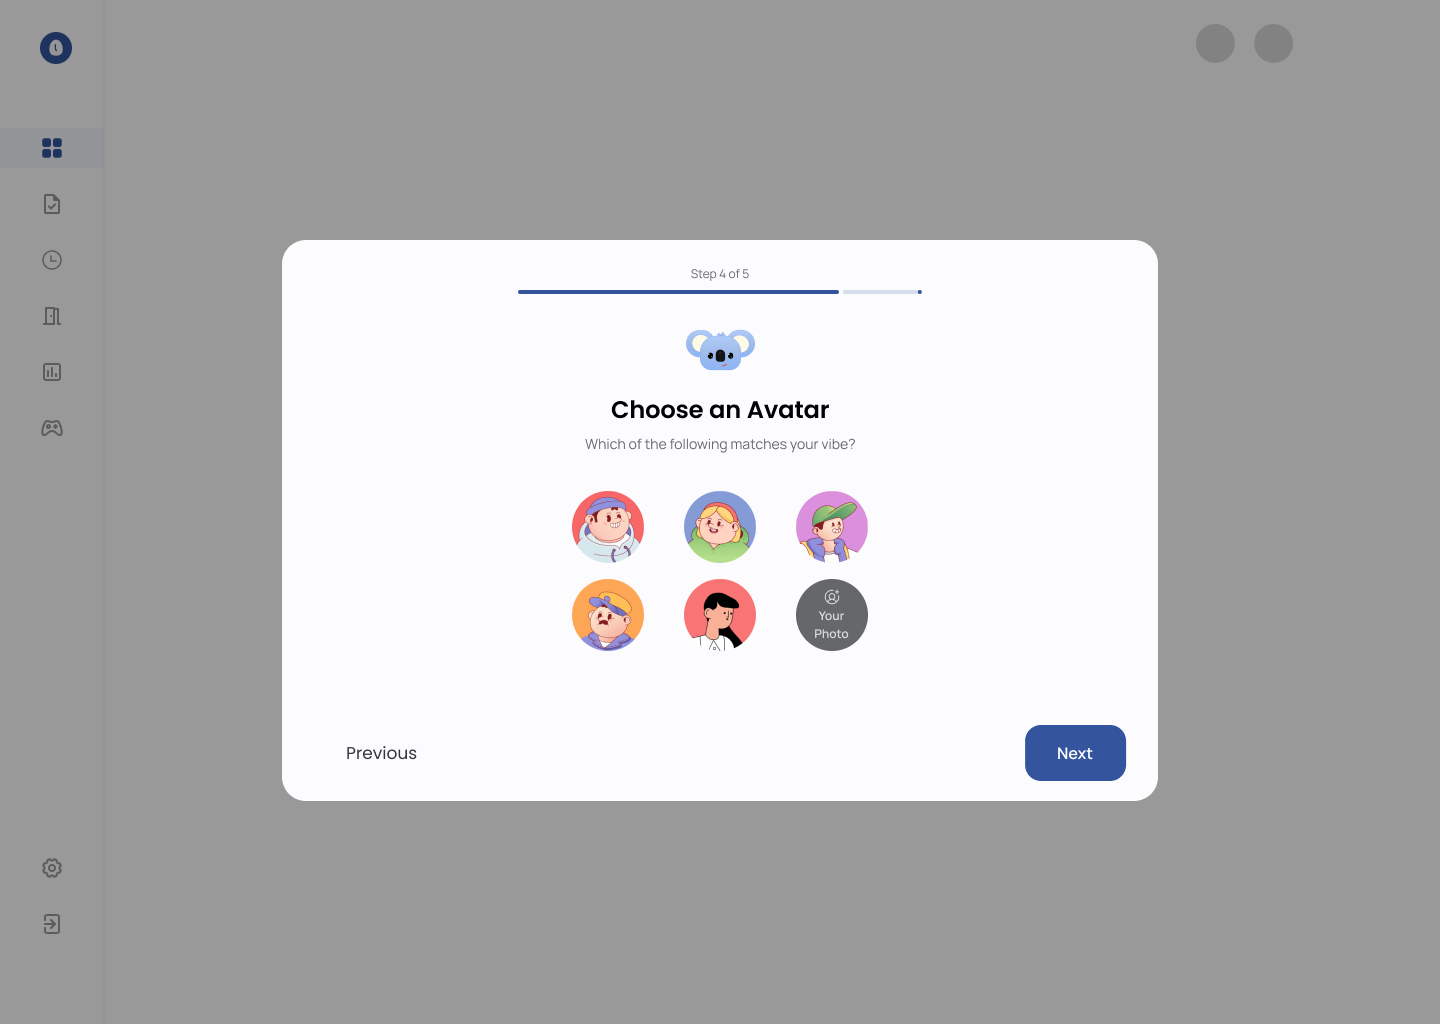 Step 4 of 5
Choose an Avatar
Which of the following matches your vibe?
Your
Photo
Previous
Next